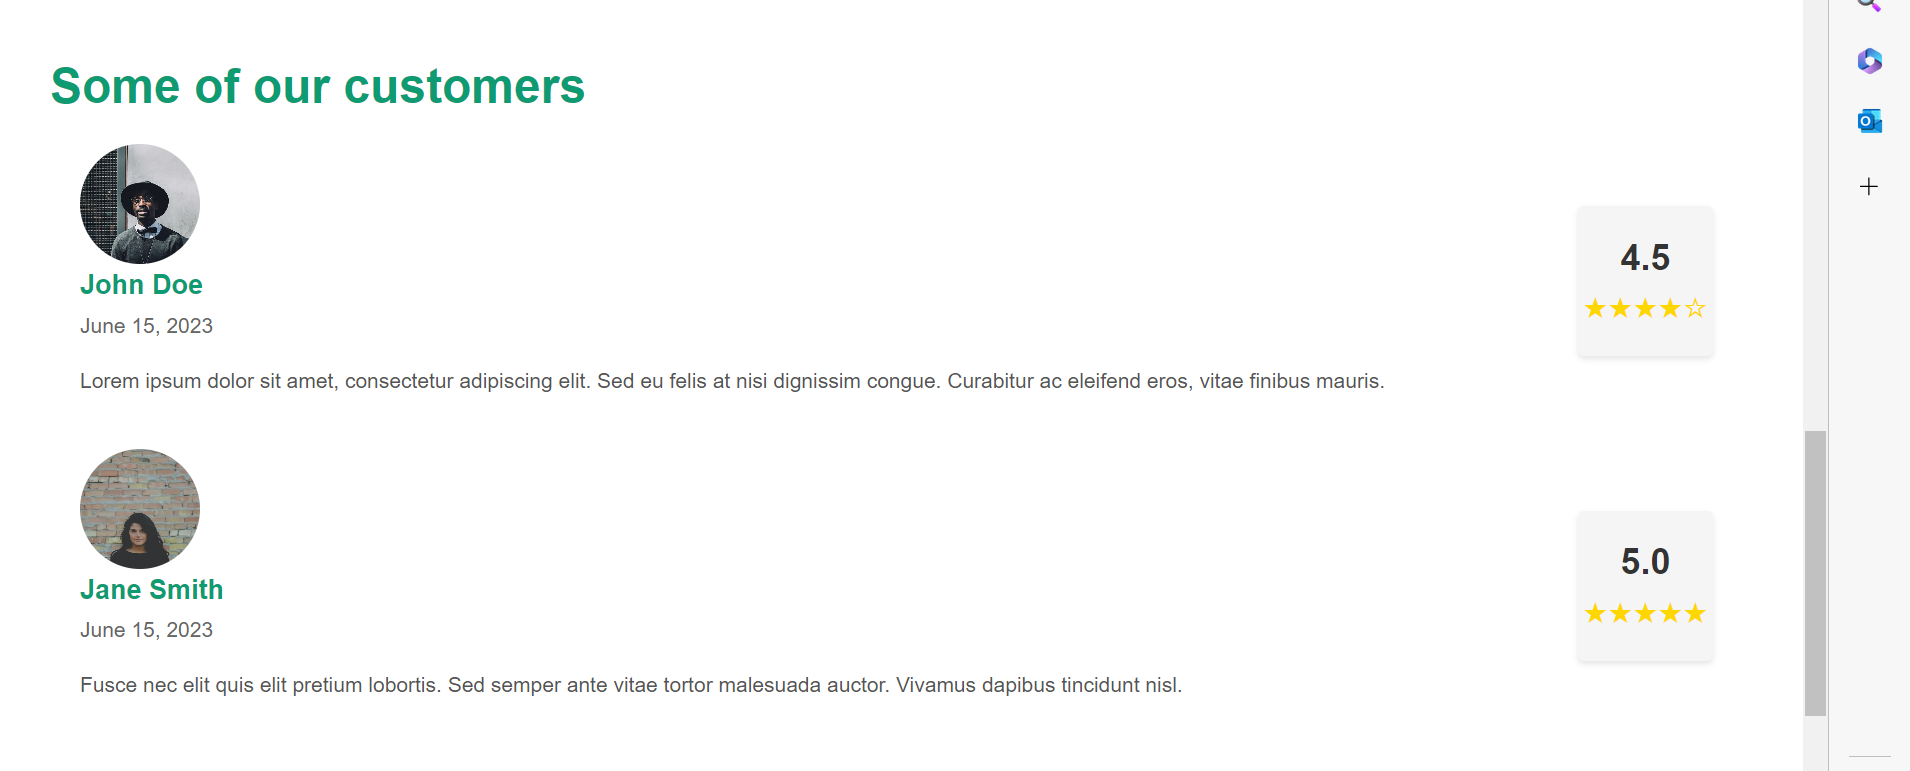 Some of our customers
John Doe
June 15, 2023
Lorem ipsum dolor sit amet, consectetur adipiscing elit. Sed eu felis at nisi dignissim congue. Curabitur ac eleifend eros, vitae finibus mauris.
4.5
★★★★☆
Jane Smith
June 15, 2023
Fusce nec elit quis elit pretium lobortis. Sed semper ante vitae tortor malesuada auctor. Vivamus dapibus tincidunt nisl.
5.0
★★★★★